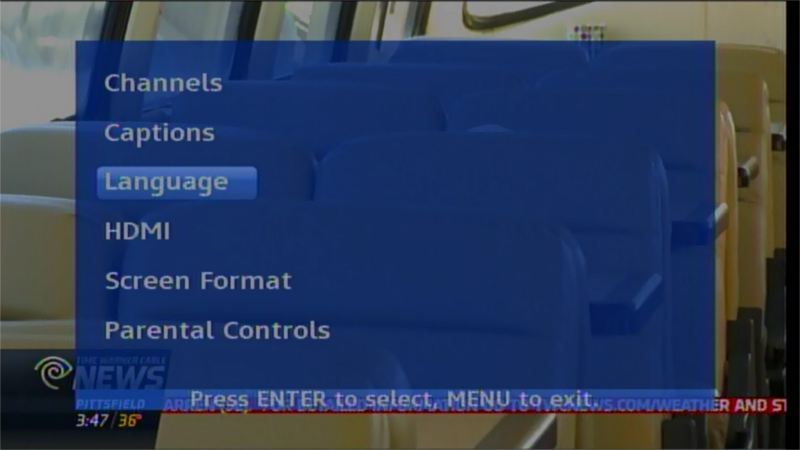 Channels
Captions
Language
HDMI
Screen Format
Parental Controls
TIME WARNER CABLE
NEWS
Press ENTER to select, MENU to exit.
PITTSFIELD
FOR DETAILED INFORMATION GO TO TWCNEWS.COM/WEATHER AND ST
3:47 36°